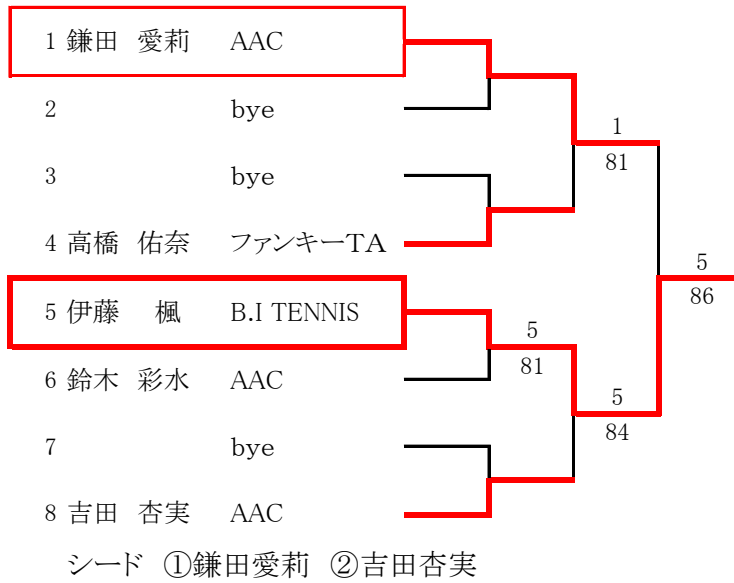 1 鎌田 愛莉 AAC
2 bye
3 bye
4 高橋 佑奈 ファンキーTA
5 伊藤 楓 B.I TENNIS
6 鈴木 彩水 AAC
7 bye
8 吉田 杏実 AAC
1
81
5
81
5
84
5
86
シード ①鎌田愛莉 ②吉田杏実